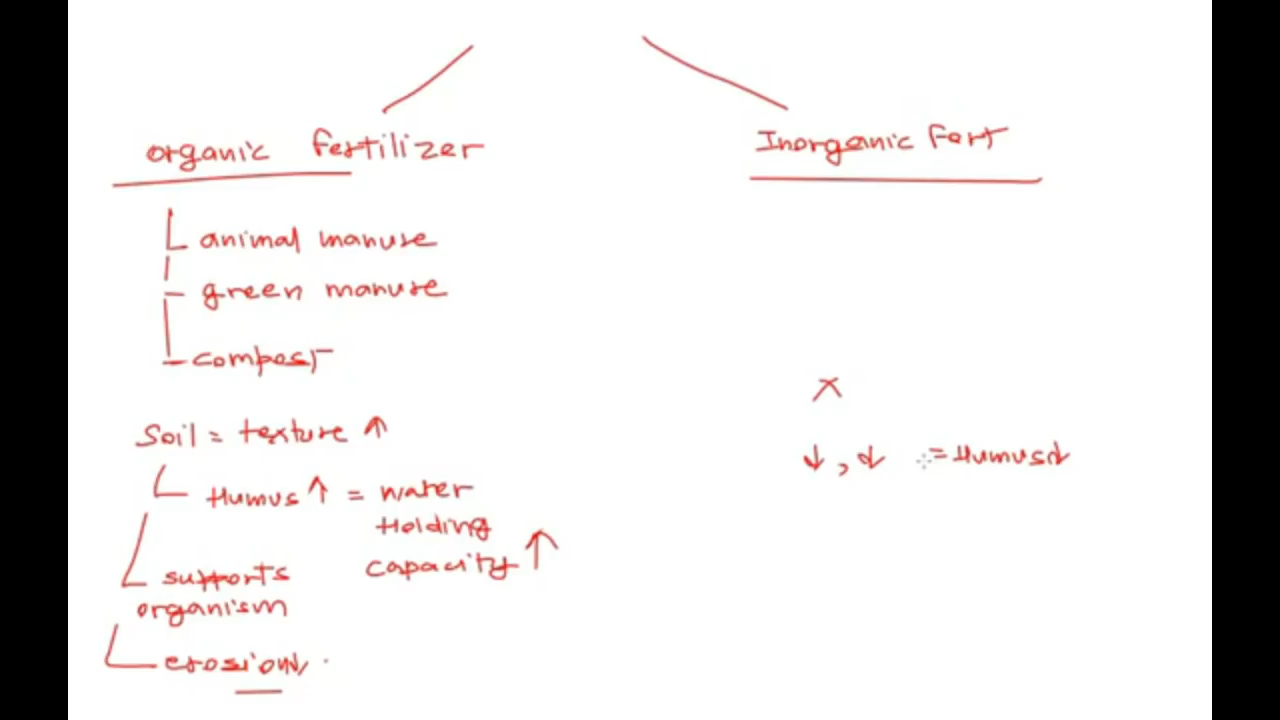 organic fertilizer
Inorganic Fert
animal manure
green manure
compost
Soil = texture ↑
Humus ↑ = water
Holding
capacity ↑
supports
organism
erosion
×
↓, ↓ = Humus↓